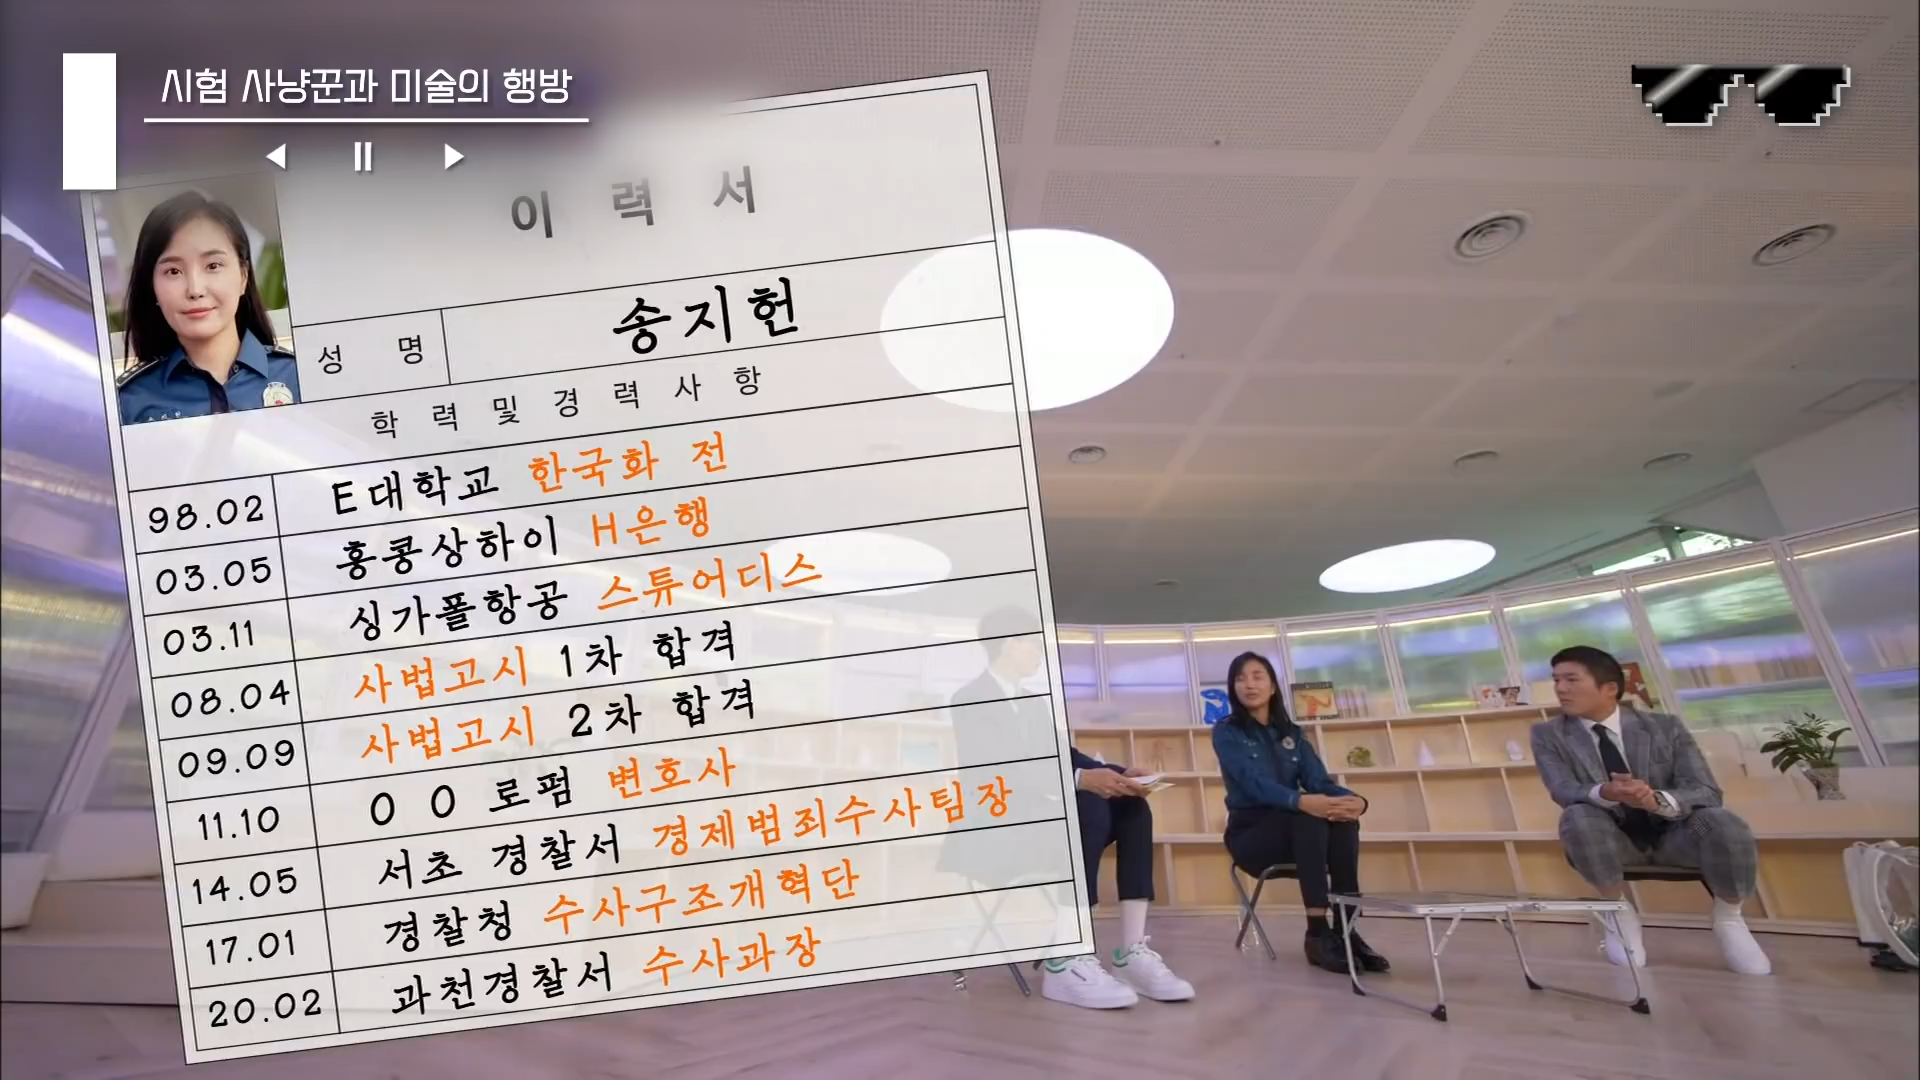 시험 사냥꾼과 미술의 행방
이 력 서
성 명 송지헌
학 력 및 경 력 사 항
98.02 E대학교 한국화 전
03.05 홍콩상하이 H은행
03.11 싱가폴항공 스튜어디스
08.04 사법고시 1차 합격
09.09 사법고시 2차 합격
11.10 O O 로펌 변호사
14.05 서초 경찰서 경제범죄수사팀장
17.01 경찰청 수사구조개혁단
20.02 과천경찰서 수사과장